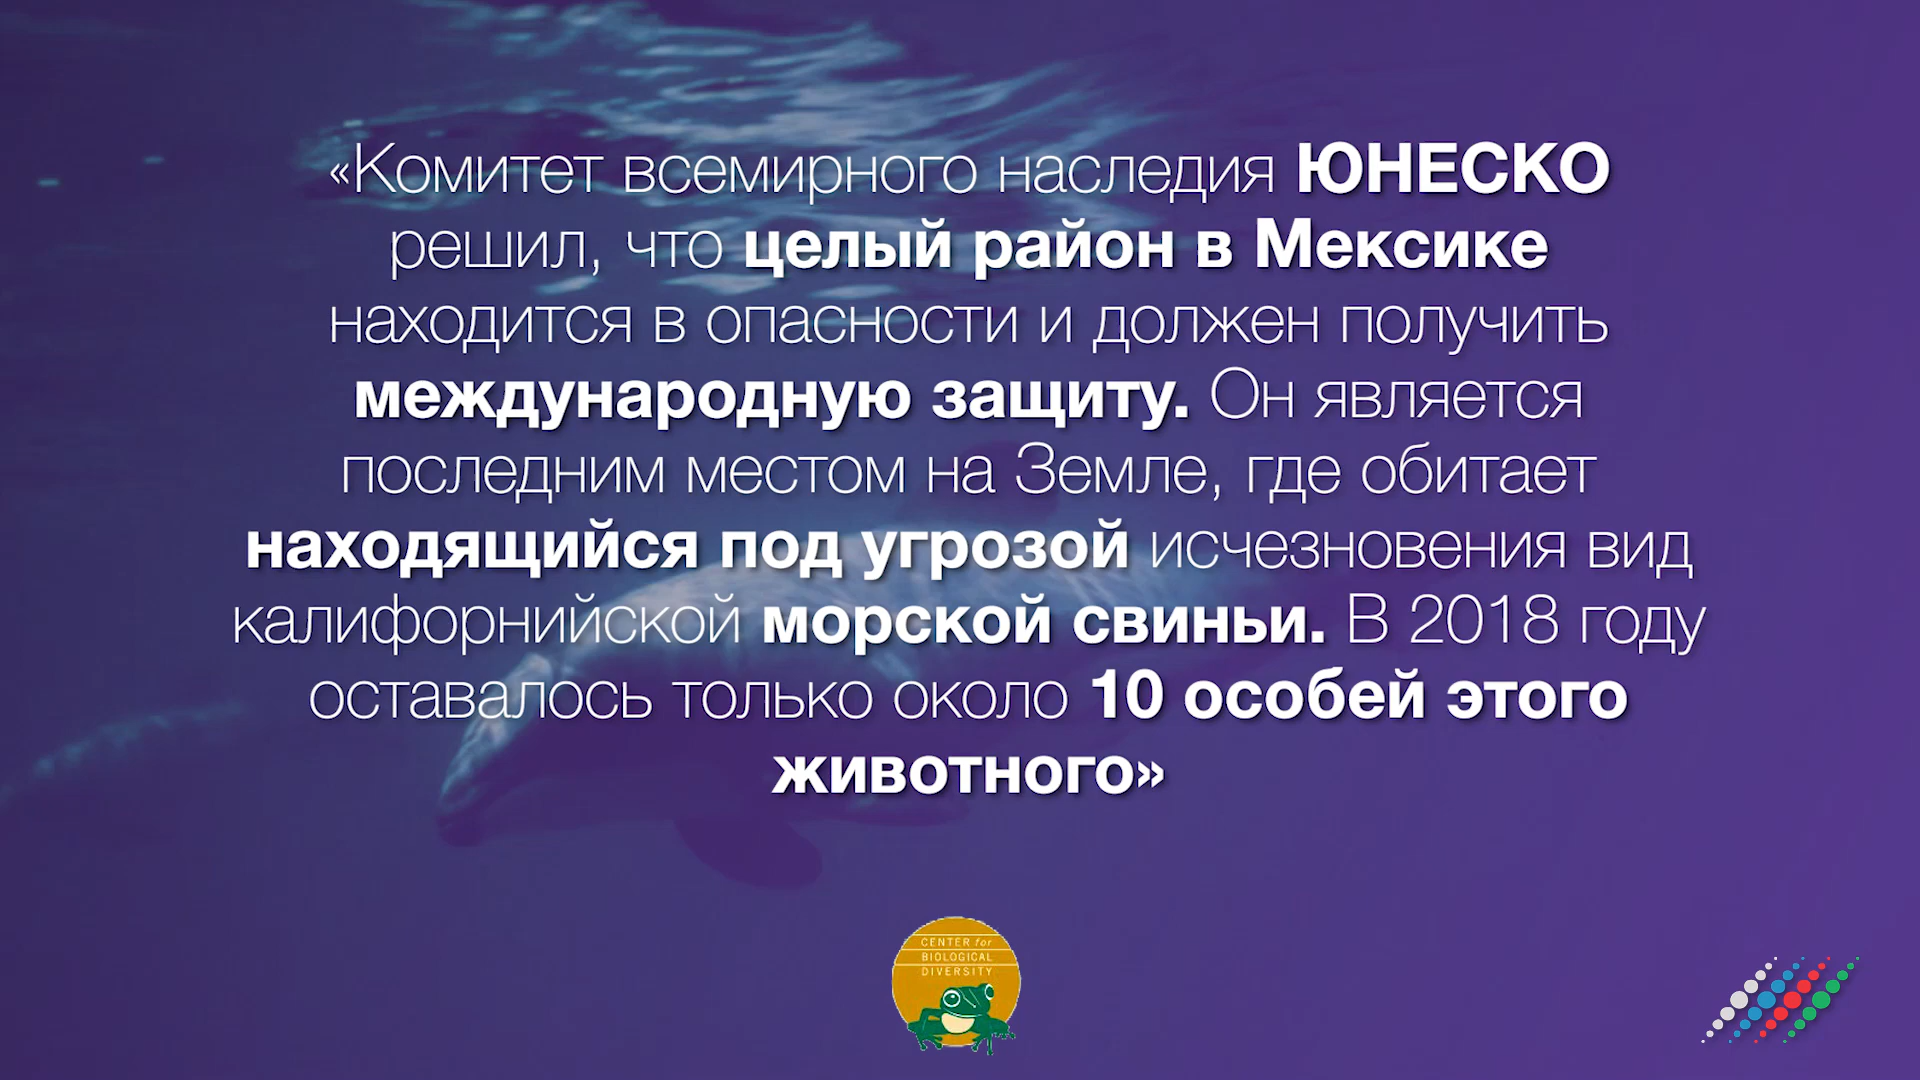 «Комитет всемирного наследия ЮНЕСКО
решил, что целый район в Мексике
находится в опасности и должен получить
международную защиту. Он является
последним местом на Земле, где обитает
находящийся под угрозой исчезновения вид
калифорнийской морской свиньи. В 2018 году
оставалось только около 10 особей этого
животного»
CENTER for
BIOLOGICAL
DIVERSITY